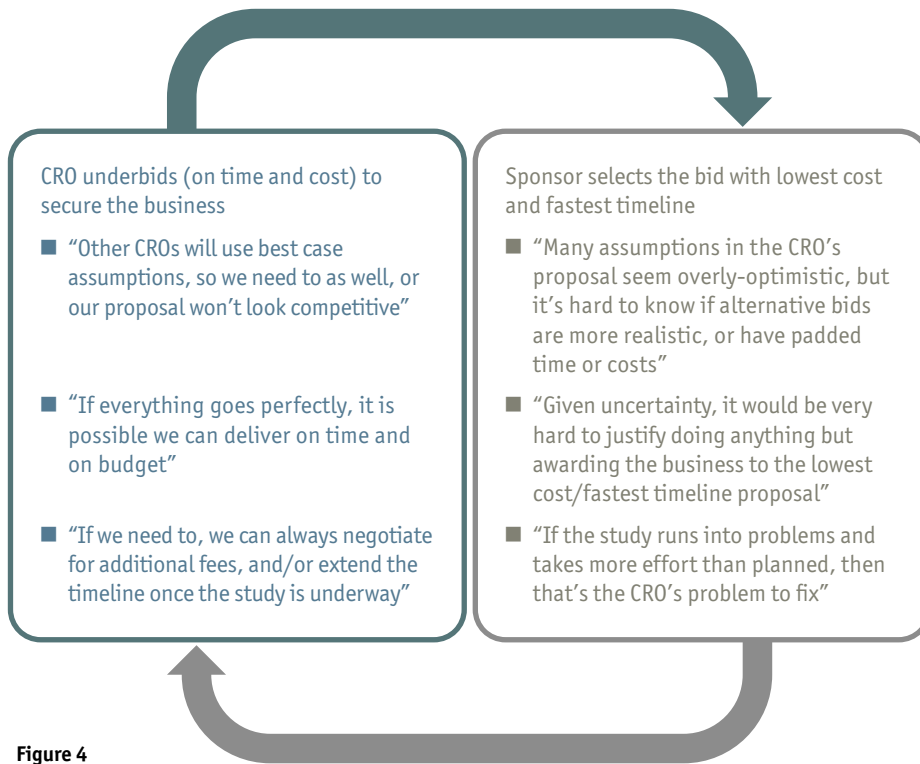 CRO underbids (on time and cost) to
secure the business
■ “Other CROs will use best case
assumptions, so we need to as well, or
our proposal won’t look competitive”
■ “If everything goes perfectly, it is
possible we can deliver on time and
on budget”
■ “If we need to, we can always negotiate
for additional fees, and/or extend the
timeline once the study is underway”
Sponsor selects the bid with lowest cost
and fastest timeline
■ “Many assumptions in the CRO’s
proposal seem overly-optimistic, but
it’s hard to know if alternative bids
are more realistic, or have padded
time or costs”
■ “Given uncertainty, it would be very
hard to justify doing anything but
awarding the business to the lowest
cost/fastest timeline proposal”
■ “If the study runs into problems and
takes more effort than planned, then
that’s the CRO’s problem to fix”
Figure 4